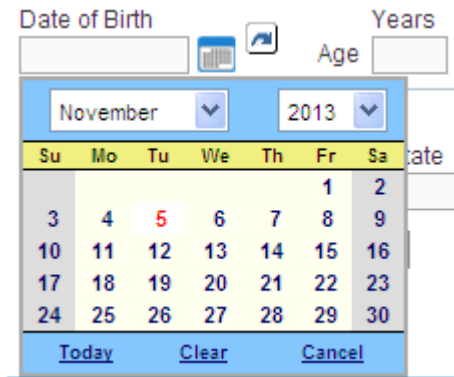 Date of Birth Years
Age
November 2013
Su Mo Tu We Th Fr Sa
1 2
3 4 5 6 7 8 9
10 11 12 13 14 15 16
17 18 19 20 21 22 23
24 25 26 27 28 29 30
Today Clear Cancel